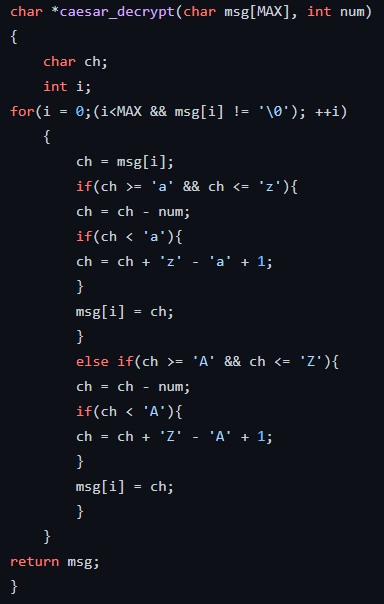 char *caesar_decrypt(char msg[MAX], int num)
{
    char ch;
    int i;
for(i = 0;(i<MAX && msg[i] != '\0'); ++i)
    {
        ch = msg[i];
        if(ch >= 'a' && ch <= 'z'){
        ch = ch - num;
        if(ch < 'a'){
        ch = ch + 'z' - 'a' + 1;
        }
        msg[i] = ch;
        }
        else if(ch >= 'A' && ch <= 'Z'){
        ch = ch - num;
        if(ch < 'A'){
        ch = ch + 'Z' - 'A' + 1;
        }
        msg[i] = ch;
        }
    }
return msg;
}